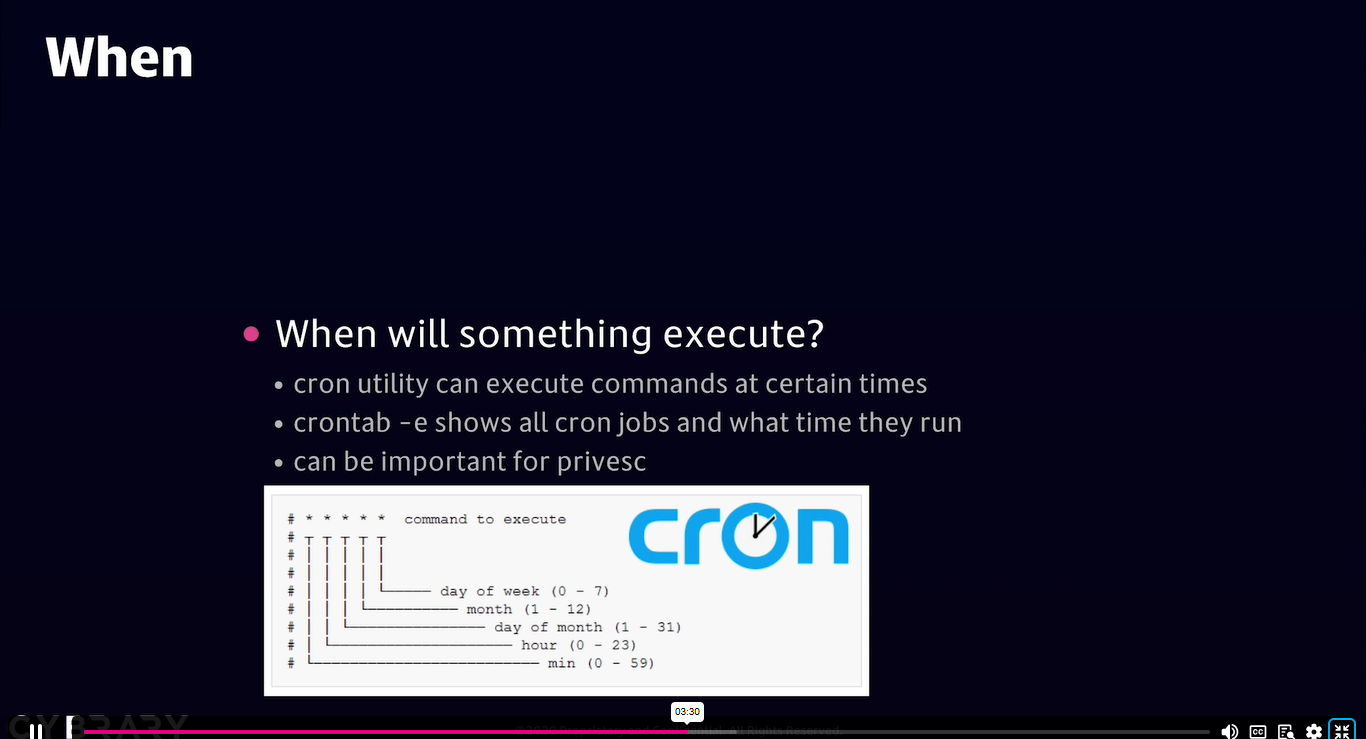 When
When will something execute?
cron utility can execute commands at certain times
crontab -e shows all cron jobs and what time they run
can be important for privesc
# * * * * * command to execute
cron
#
#
#
# day of week (0 - 7)
# month (1 - 12)
# day of month (1 - 31)
# hour (0 - 23)
# min (0 - 59)
03:30
CYBRARY
All Rights Reserved
CC